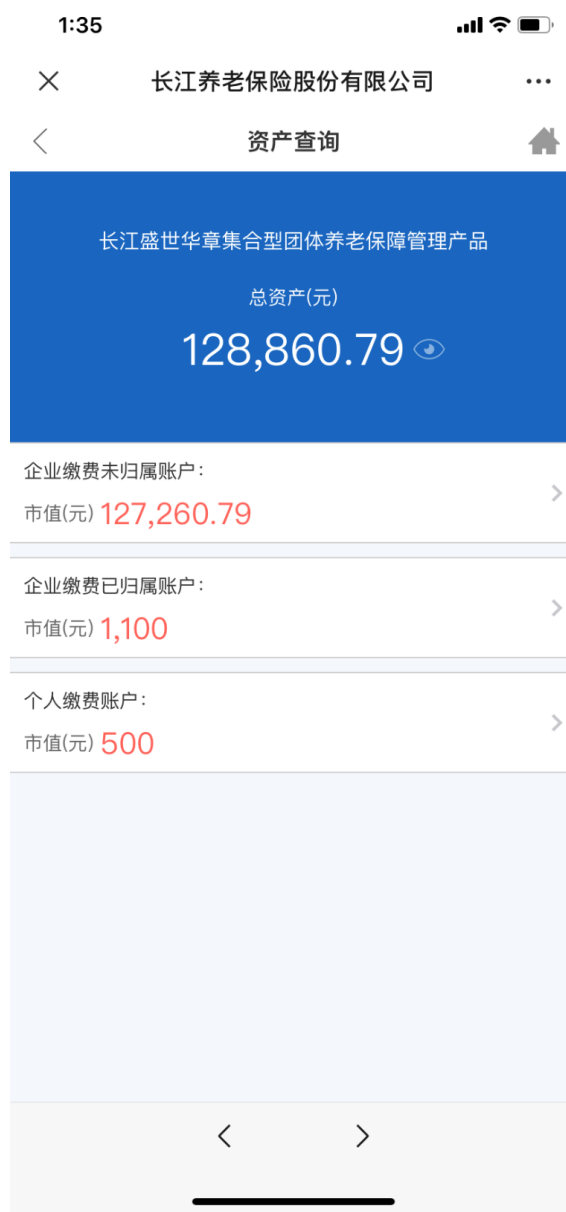 1:35
长江养老保险股份有限公司
资产查询
长江盛世华章集合型团体养老保障管理产品
总资产(元)
128,860.79
企业缴费未归属账户:
市值(元) 127,260.79
企业缴费已归属账户:
市值(元) 1,100
个人缴费账户:
市值(元) 500